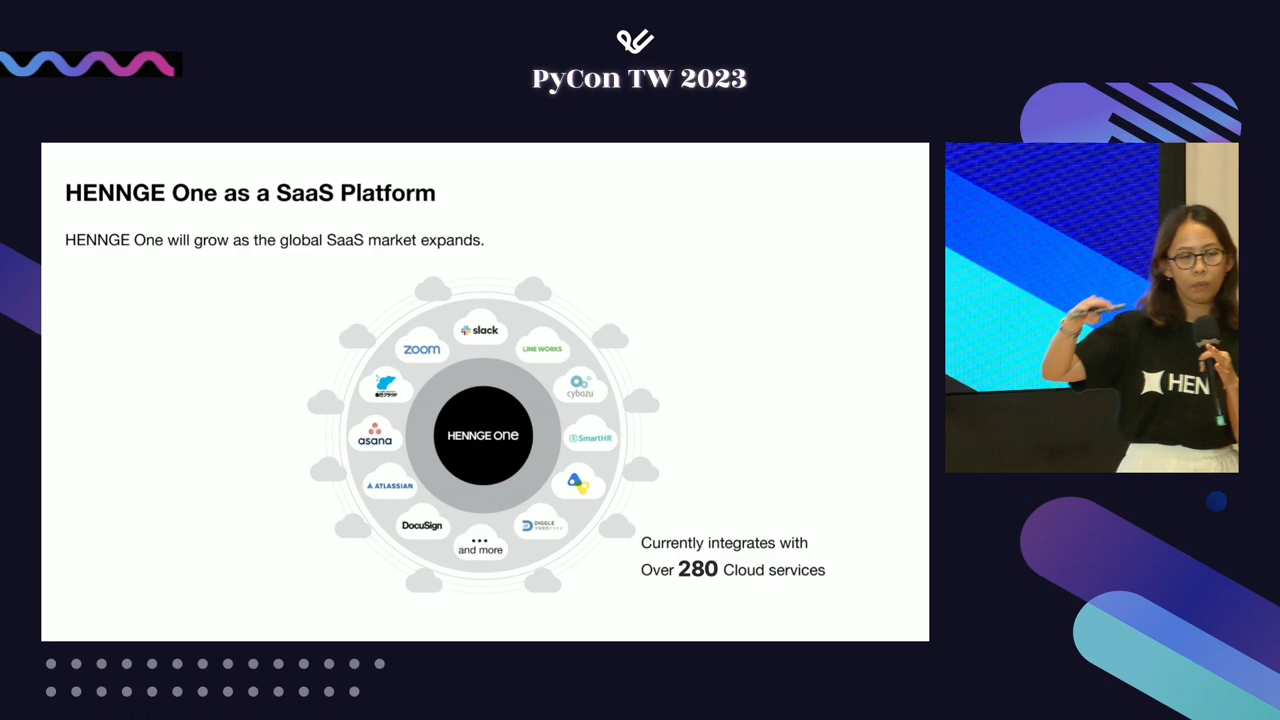 PyCon TW 2023
HENNGE One as a SaaS Platform
HENNGE One will grow as the global SaaS market expands.
slack
zoom
LINE WORKS
cybozu
asana
SmartHR
HENNGE One
ATLASSIAN
DocuSign
DIGGLE
and more
Currently integrates with
Over 280 Cloud services
HEN